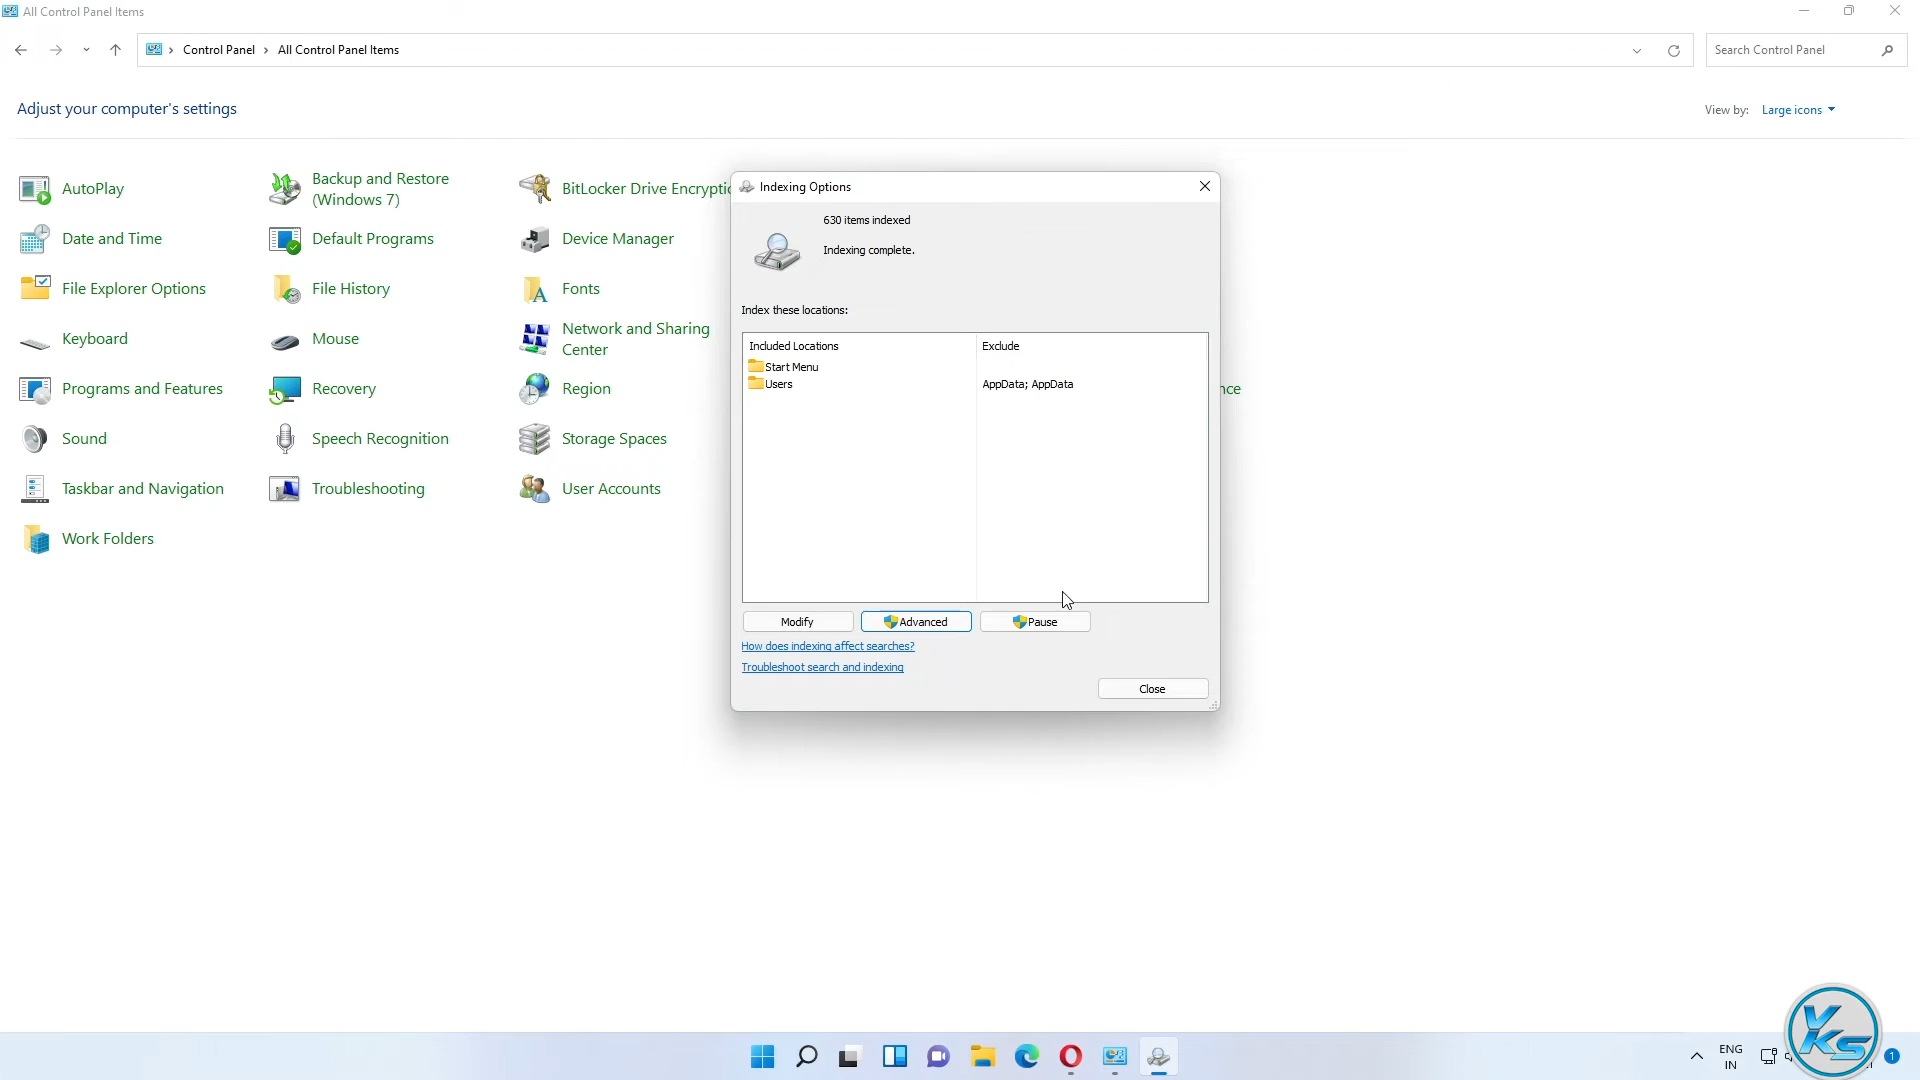 All Control Panel Items
Control Panel > All Control Panel Items
Search Control Panel
Adjust your computer's settings
View by: Large icons
AutoPlay
Backup and Restore
(Windows 7)
BitLocker Drive Encryptio
Date and Time
Default Programs
Device Manager
File Explorer Options
File History
Fonts
Keyboard
Mouse
Network and Sharing
Center
Programs and Features
Recovery
Region
nce
Sound
Speech Recognition
Storage Spaces
Taskbar and Navigation
Troubleshooting
User Accounts
Work Folders
Indexing Options
630 items indexed
Indexing complete.
Index these locations:
Included Locations
Exclude
Start Menu
Users
AppData; AppData
Modify
Advanced
Pause
How does indexing affect searches?
Troubleshoot search and indexing
Close
ENG
IN
YKS
1